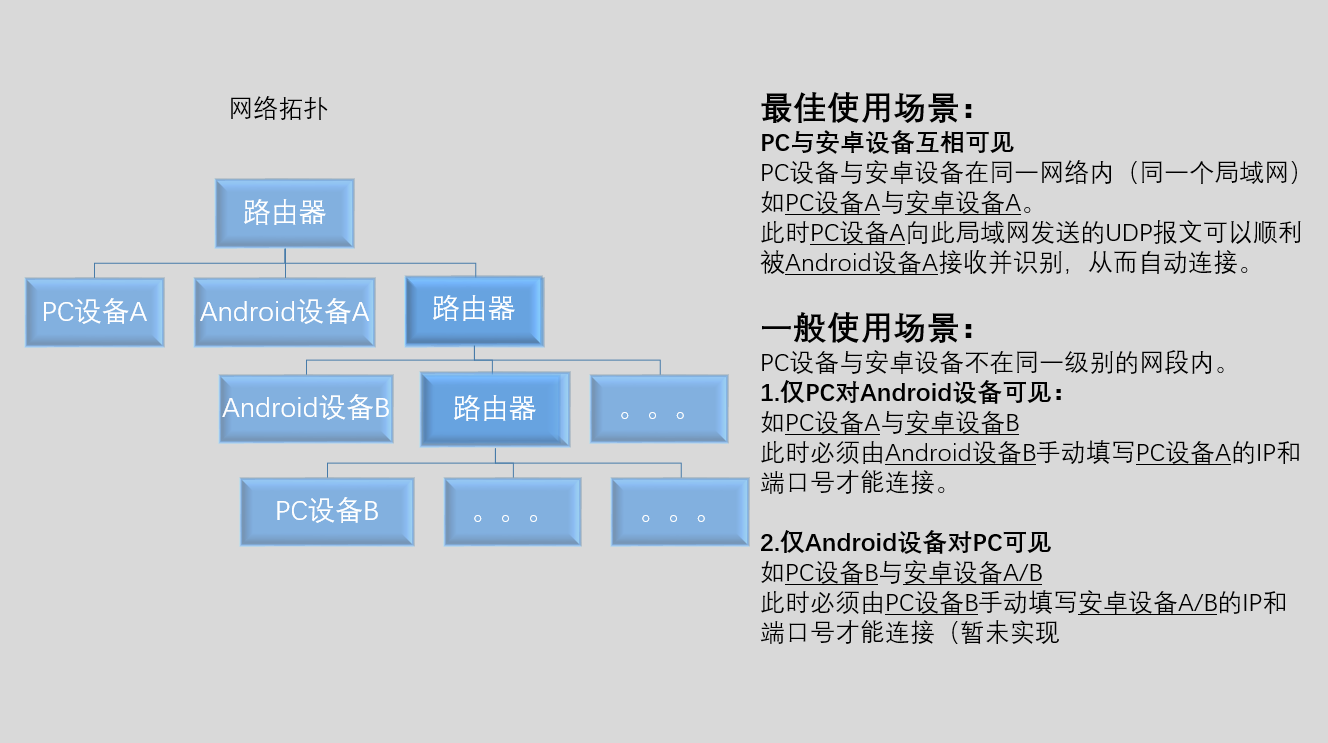 网络拓扑
路由器
PC设备A
Android设备A
路由器
Android设备B
路由器
。。。
PC设备B
。。。
。。。
最佳使用场景：
PC与安卓设备互相可见
PC设备与安卓设备在同一网络内（同一个局域网）
如PC设备A与安卓设备A。
此时PC设备A向此局域网发送的UDP报文可以顺利
被Android设备A接收并识别，从而自动连接。
一般使用场景：
PC设备与安卓设备不在同一级别的网段内。
1.仅PC对Android设备可见：
如PC设备A与安卓设备B
此时必须由Android设备B手动填写PC设备A的IP和
端口号才能连接。
2.仅Android设备对PC可见
如PC设备B与安卓设备A/B
此时必须由PC设备B手动填写安卓设备A/B的IP和
端口号才能连接（暂未实现